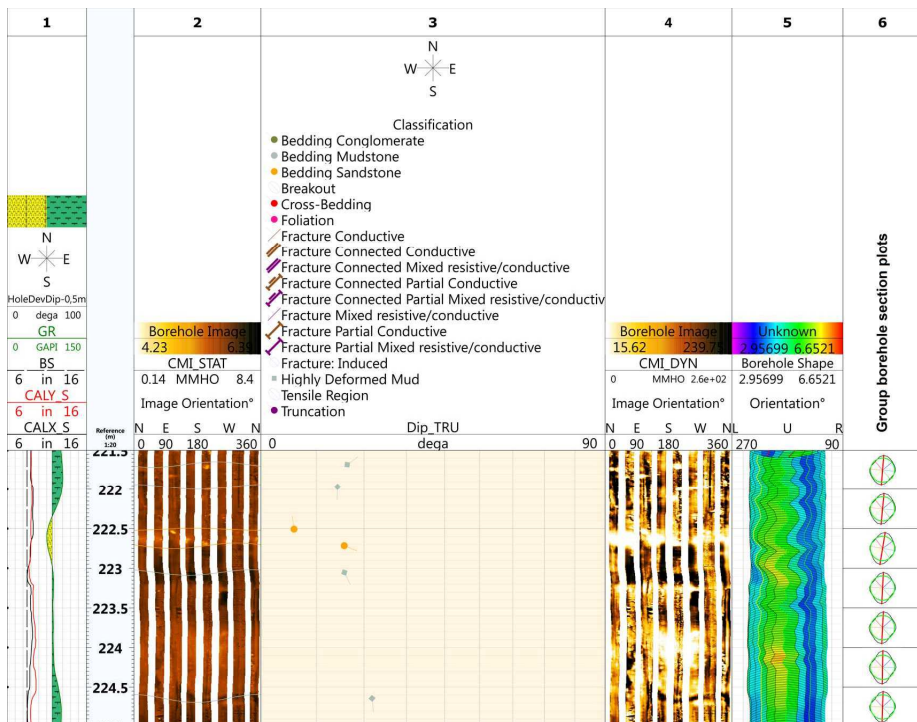 1 2 3 4 5 6
N
W E
S
Classification
Bedding Conglomerate
Bedding Mudstone
Bedding Sandstone
Breakout
Cross-Bedding
Foliation
Fracture Conductive
Fracture Connected Conductive
Fracture Connected Mixed resistive/conductive
Fracture Connected Partial Conductive
Fracture Connected Partial Mixed resistive/conductiv
Fracture Mixed resistive/conductive
Fracture Partial Conductive
Fracture Partial Mixed resistive/conductive
Fracture: Induced
Highly Deformed Mud
Tensile Region
Truncation
Dip_TRU
0 dega 90
N
W E
S
HoleDevDip-0,5m
0 dega 100
GR
0 GAPI 150
BS
6 in 16
CALY_S
6 in 16
CALX_S
6 in 16
Reference
(m)
1:20
Borehole Image
4.23
CMI_STAT
0.14 MMHO 8.4
Image Orientation°
N E S W N
0 90 180 360
Borehole Image
15.62
CMI_DYN
0 MMHO 2.6e+02
Image Orientation°
N E S W N
0 90 180 360
Unknown
2.95699 6.6521
Borehole Shape
2.95699 6.6521
Orientation°
L U R
270 90
Group borehole section plots
221.5
222
222.5
223
223.5
224
224.5